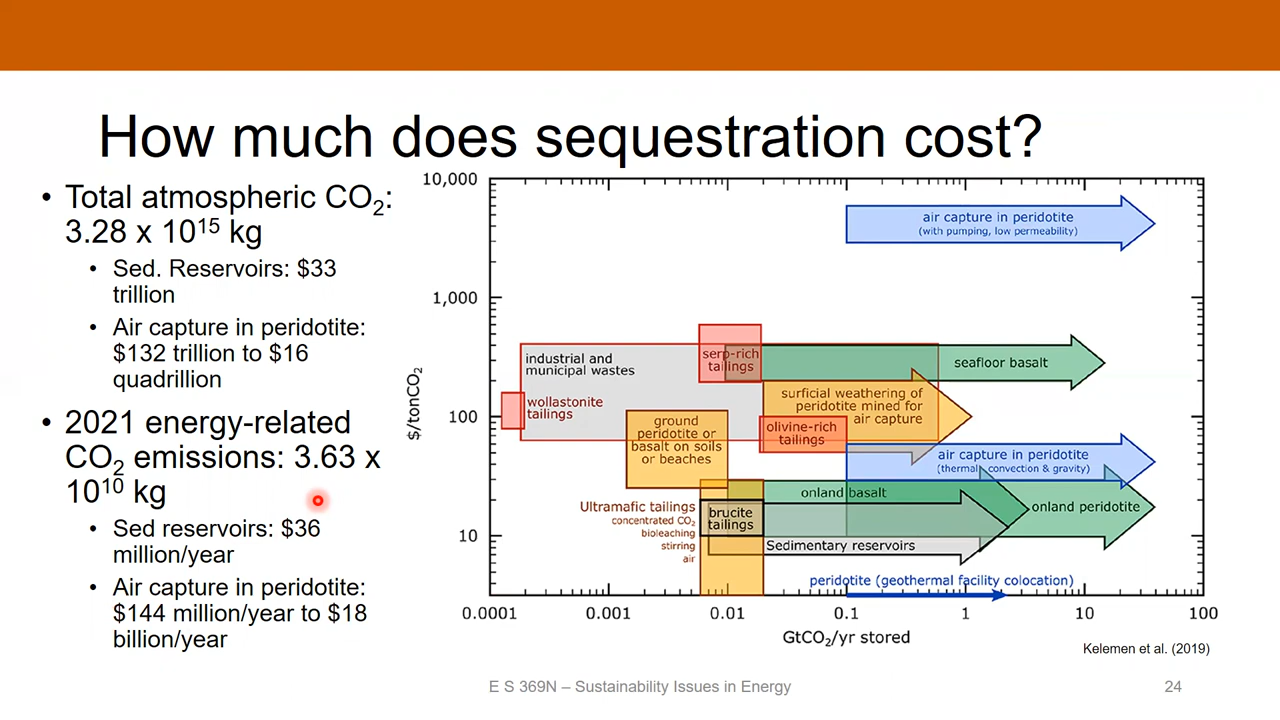 How much does sequestration cost?
• Total atmospheric CO₂:
3.28 x 10¹⁵ kg
• Sed. Reservoirs: $33
trillion
• Air capture in peridotite:
$132 trillion to $16
quadrillion
• 2021 energy-related
CO₂ emissions: 3.63 x
10¹⁰ kg
• Sed reservoirs: $36
million/year
• Air capture in peridotite:
$144 million/year to $18
billion/year
10,000
1,000
100
10
$/tonCO₂
air capture in peridotite
(with pumping, low permeability)
industrial and
municipal wastes
serp-rich
tailings
seafloor basalt
wollastonite
tailings
surficial weathering of
peridotite mined for
air capture
ground
peridotite or
basalt on soils
or beaches
olivine-rich
tailings
air capture in peridotite
(thermal convection & gravity)
onland basalt
onland peridotite
Ultramafic tailings
concentrated CO₂
bioleaching
stirring
air
brucite
tailings
Sedimentary reservoirs
peridotite (geothermal facility colocation)
0.0001 0.001 0.01 0.1 1 10 100
GtCO₂/yr stored
Kelemen et al. (2019)
E S 369N – Sustainability Issues in Energy
24